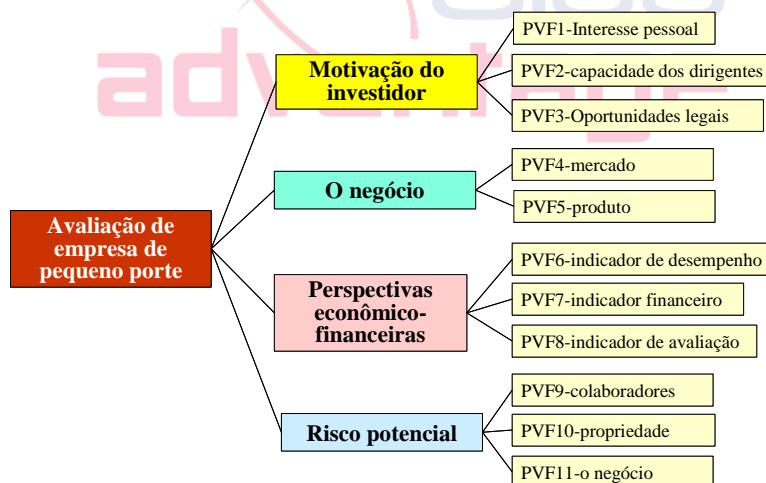 advantage
Avaliação de
empresa de
pequeno porte
Motivação do
investidor
PVF1-Interesse pessoal
PVF2-capacidade dos dirigentes
PVF3-Oportunidades legais
O negócio
PVF4-mercado
PVF5-produto
Perspectivas
econômico-
financeiras
PVF6-indicador de desempenho
PVF7-indicador financeiro
PVF8-indicador de avaliação
Risco potencial
PVF9-colaboradores
PVF10-propriedade
PVF11-o negócio